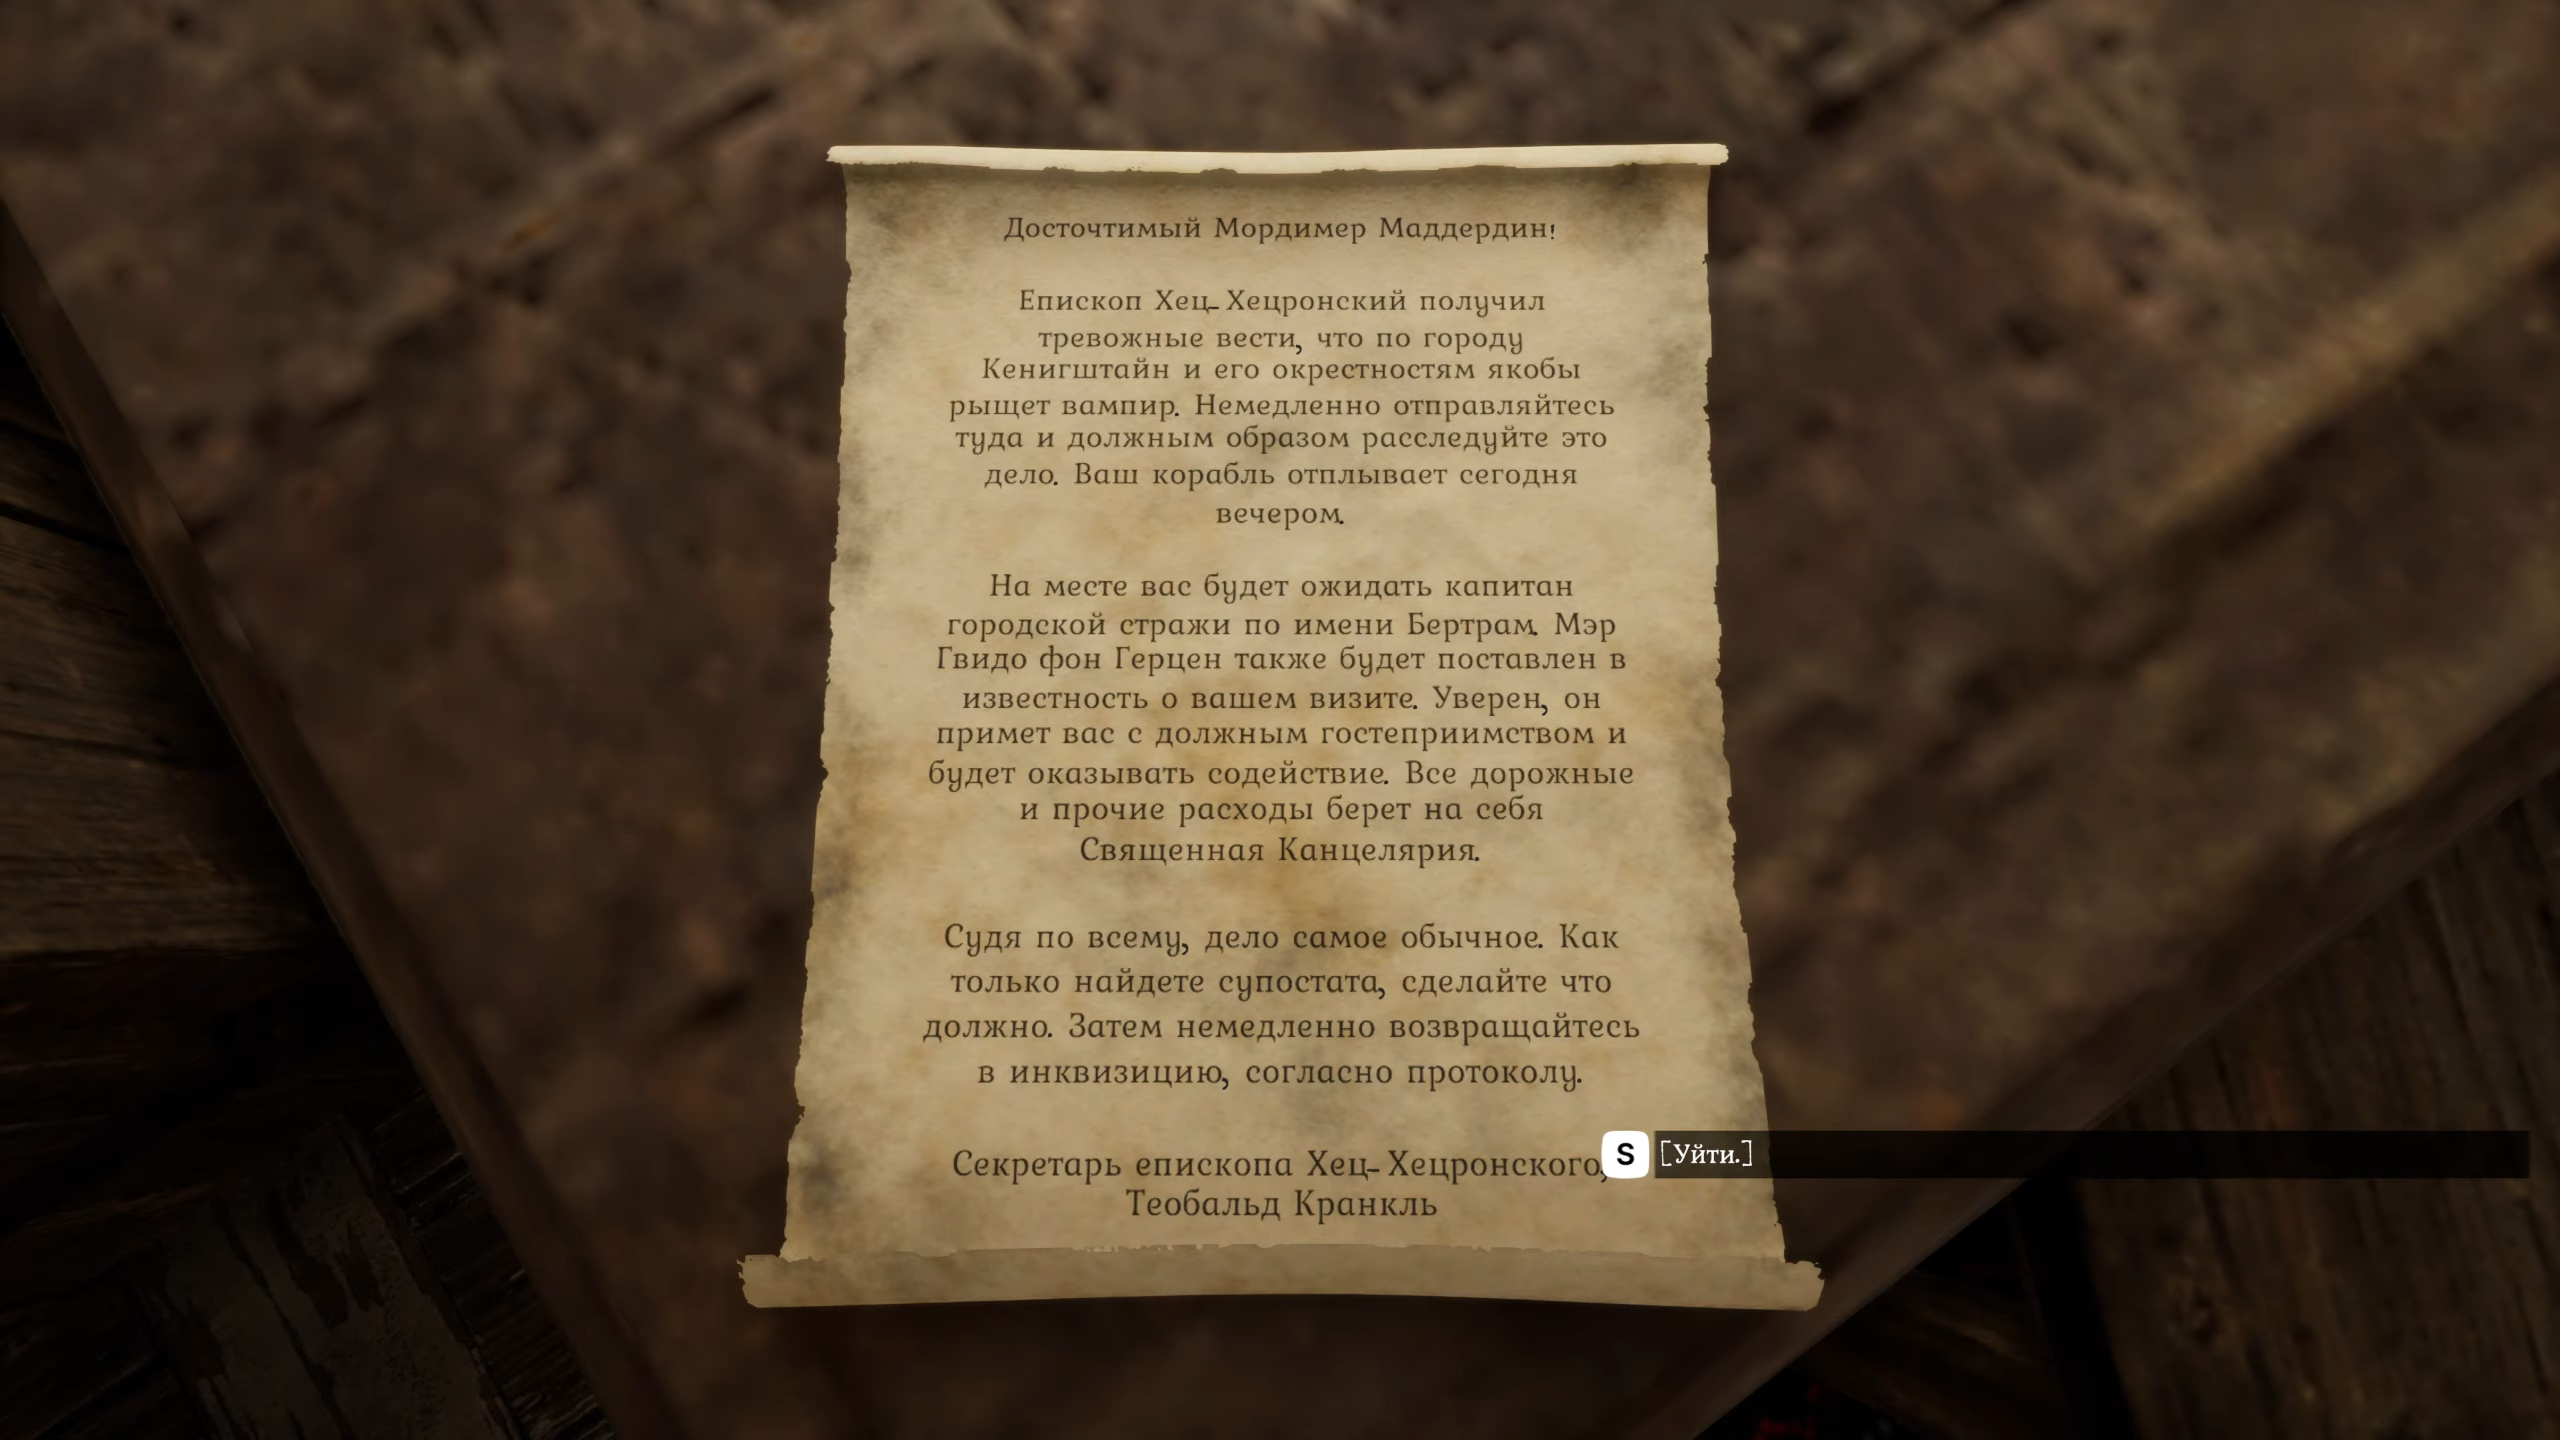 Досточтимый Мордимер Маддердин!
Епископ Хец-Хецронский получил
тревожные вести, что по городу
Кенигштайн и его окрестностям якобы
рыщет вампир. Немедленно отправляйтесь
туда и должным образом расследуйте это
дело. Ваш корабль отплывает сегодня
вечером.
На месте вас будет ожидать капитан
городской стражи по имени Бертрам. Мэр
Гвидо фон Герцен также будет поставлен в
известность о вашем визите. Уверен, он
примет вас с должным гостеприимством и
будет оказывать содействие. Все дорожные
и прочие расходы берет на себя
Священная Канцелярия.
Судя по всему, дело самое обычное. Как
только найдете супостата, сделайте что
должно. Затем немедленно возвращайтесь
в инквизицию, согласно протоколу.
Секретарь епископа Хец-Хецронского,
Теобальд Кранкль
S [Уйти.]